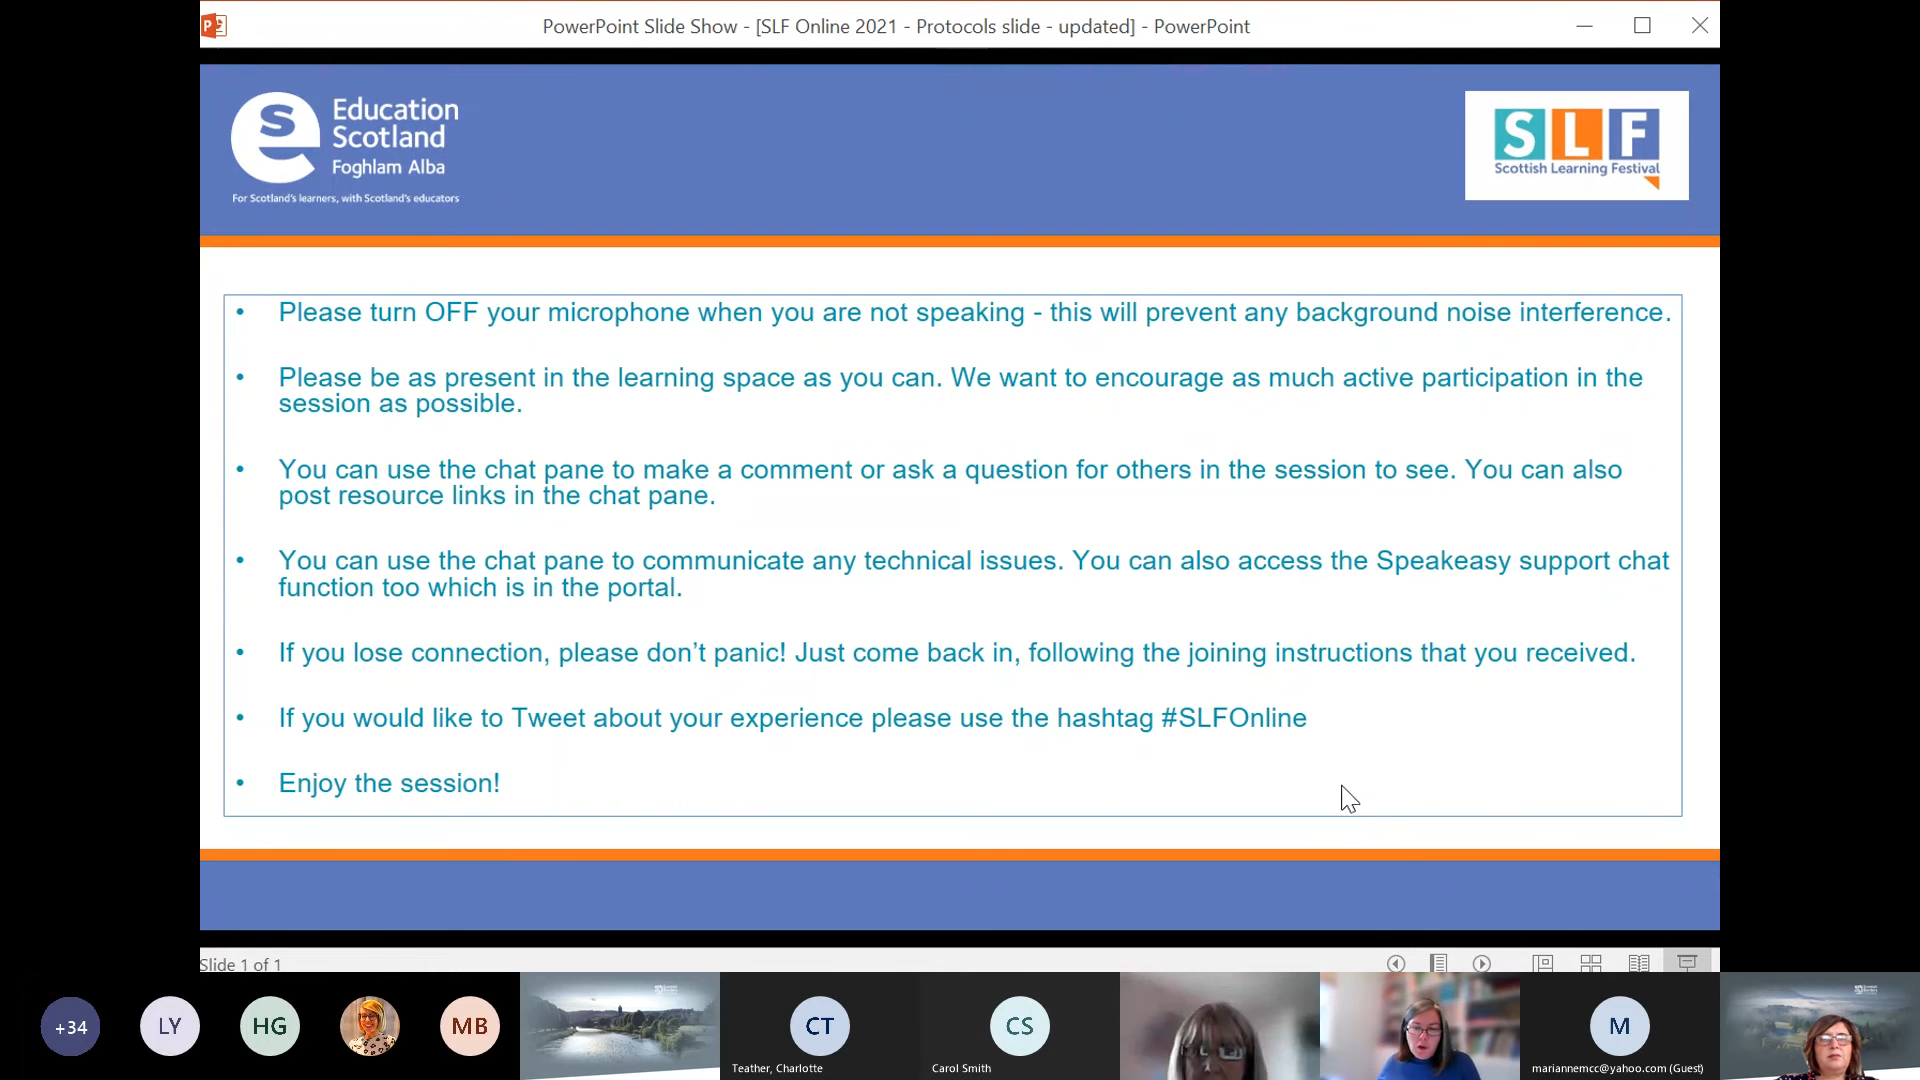 PowerPoint Slide Show - [SLF Online 2021 - Protocols slide - updated] - PowerPoint
Education
Scotland
Foghlam Alba
For Scotland's learners, with Scotland's educators
SLF
Scottish Learning Festival
• Please turn OFF your microphone when you are not speaking - this will prevent any background noise interference.
• Please be as present in the learning space as you can. We want to encourage as much active participation in the
session as possible.
• You can use the chat pane to make a comment or ask a question for others in the session to see. You can also
post resource links in the chat pane.
• You can use the chat pane to communicate any technical issues. You can also access the Speakeasy support chat
function too which is in the portal.
• If you lose connection, please don’t panic! Just come back in, following the joining instructions that you received.
• If you would like to Tweet about your experience please use the hashtag #SLFOnline
• Enjoy the session!
Slide 1 of 1
+34
LY
HG
MB
CT
CS
M
Teather, Charlotte
Carol Smith
mariannemcc@yahoo.com (Guest)